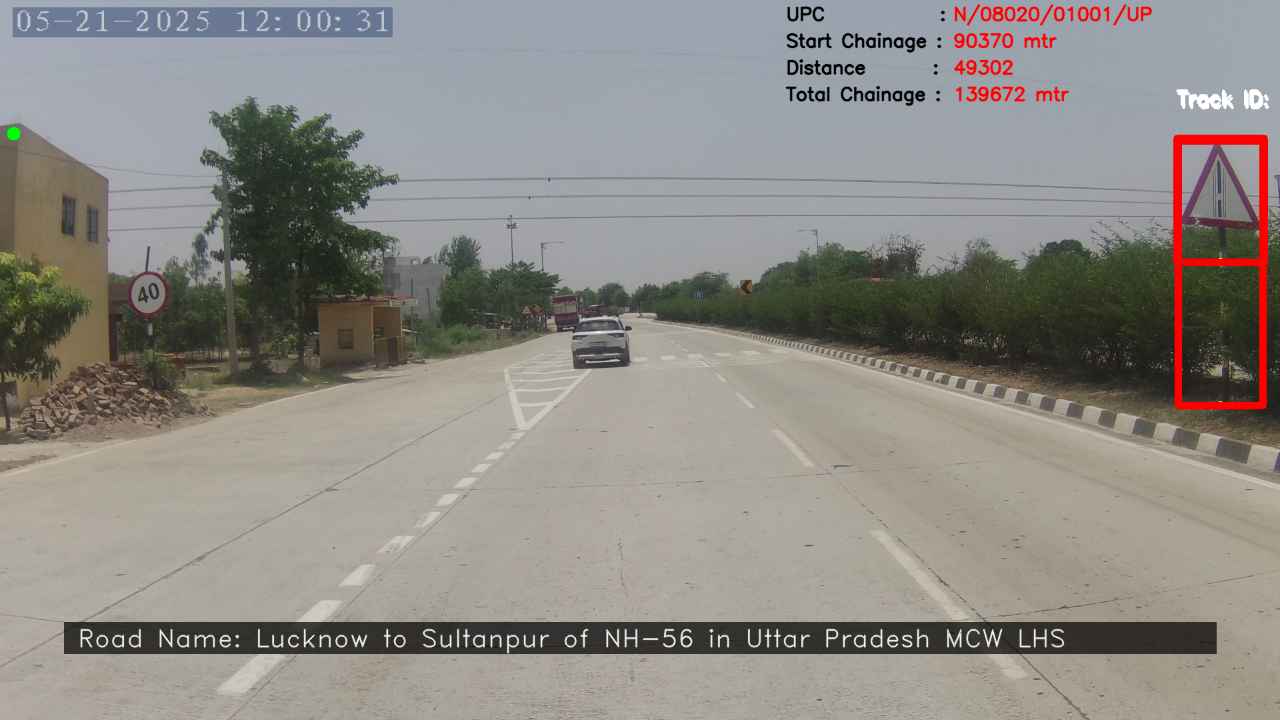 05-21-2025 12:00:31
UPC : N/08020/01001/UP
Start Chainage : 90370 mtr
Distance : 49302
Total Chainage : 139672 mtr
Track ID:
40
Road Name: Lucknow to Sultanpur of NH-56 in Uttar Pradesh MCW LHS